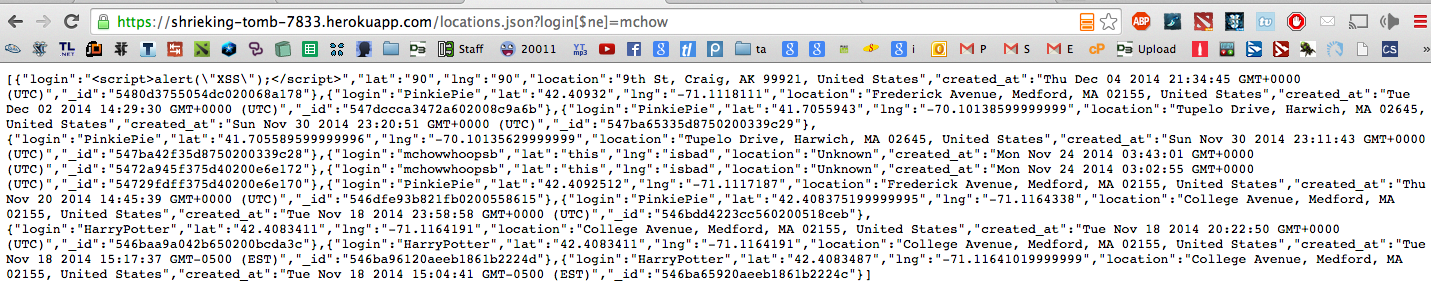 https://shrieking-tomb-7833.herokuapp.com/locations.json?login[$ne]=mchow
ABP
TL .NET Staff 20011 YT mp3 ta i P S E cP Upload CS »
[{"login":"<script>alert(\"XSS\");</script>","lat":"90","lng":"90","location":"9th St, Craig, AK 99921, United States","created_at":"Thu Dec 04 2014 21:34:45 GMT+0000
(UTC)","_id":"5480d3755054dc020068a178"},{"login":"PinkiePie","lat":"42.40932","lng":"-71.1118111","location":"Frederick Avenue, Medford, MA 02155, United States","created_at":"Tue
Dec 02 2014 14:29:30 GMT+0000 (UTC)","_id":"547dccca3472a602008c9a6b"},{"login":"PinkiePie","lat":"41.7055943","lng":"-70.10138599999999","location":"Tupelo Drive, Harwich, MA 02645,
United States","created_at":"Sun Nov 30 2014 23:20:51 GMT+0000 (UTC)","_id":"547ba65335d8750200339c29"},
{"login":"PinkiePie","lat":"41.705589599999996","lng":"-70.10135629999999","location":"Tupelo Drive, Harwich, MA 02645, United States","created_at":"Sun Nov 30 2014 23:11:43 GMT+0000
(UTC)","_id":"547ba42f35d8750200339c28"},{"login":"mchowwhoopsb","lat":"this","lng":"isbad","location":"Unknown","created_at":"Mon Nov 24 2014 03:43:01 GMT+0000
(UTC)","_id":"5472a945f375d40200e6e172"},{"login":"mchowwhoopsb","lat":"this","lng":"isbad","location":"Unknown","created_at":"Mon Nov 24 2014 03:02:55 GMT+0000
(UTC)","_id":"54729fdff375d40200e6e170"},{"login":"PinkiePie","lat":"42.4092512","lng":"-71.1117187","location":"Frederick Avenue, Medford, MA 02155, United States","created_at":"Thu
Nov 20 2014 14:45:39 GMT+0000 (UTC)","_id":"546dfe93b821fb0200558615"},{"login":"PinkiePie","lat":"42.408375199999995","lng":"-71.1164338","location":"College Avenue, Medford, MA
02155, United States","created_at":"Tue Nov 18 2014 23:58:58 GMT+0000 (UTC)","_id":"546bdd4223cc560200518ceb"},
{"login":"HarryPotter","lat":"42.4083411","lng":"-71.1164191","location":"College Avenue, Medford, MA 02155, United States","created_at":"Tue Nov 18 2014 20:22:50 GMT+0000
(UTC)","_id":"546baa9a042b650200bcda3c"},{"login":"HarryPotter","lat":"42.4083411","lng":"-71.1164191","location":"College Avenue, Medford, MA 02155, United States","created_at":"Tue
Nov 18 2014 15:17:37 GMT-0500 (EST)","_id":"546ba96120aeeb1861b2224d"},{"login":"HarryPotter","lat":"42.4083487","lng":"-71.11641019999999","location":"College Avenue, Medford, MA
02155, United States","created_at":"Tue Nov 18 2014 15:04:41 GMT-0500 (EST)","_id":"546ba65920aeeb1861b2224c"}]